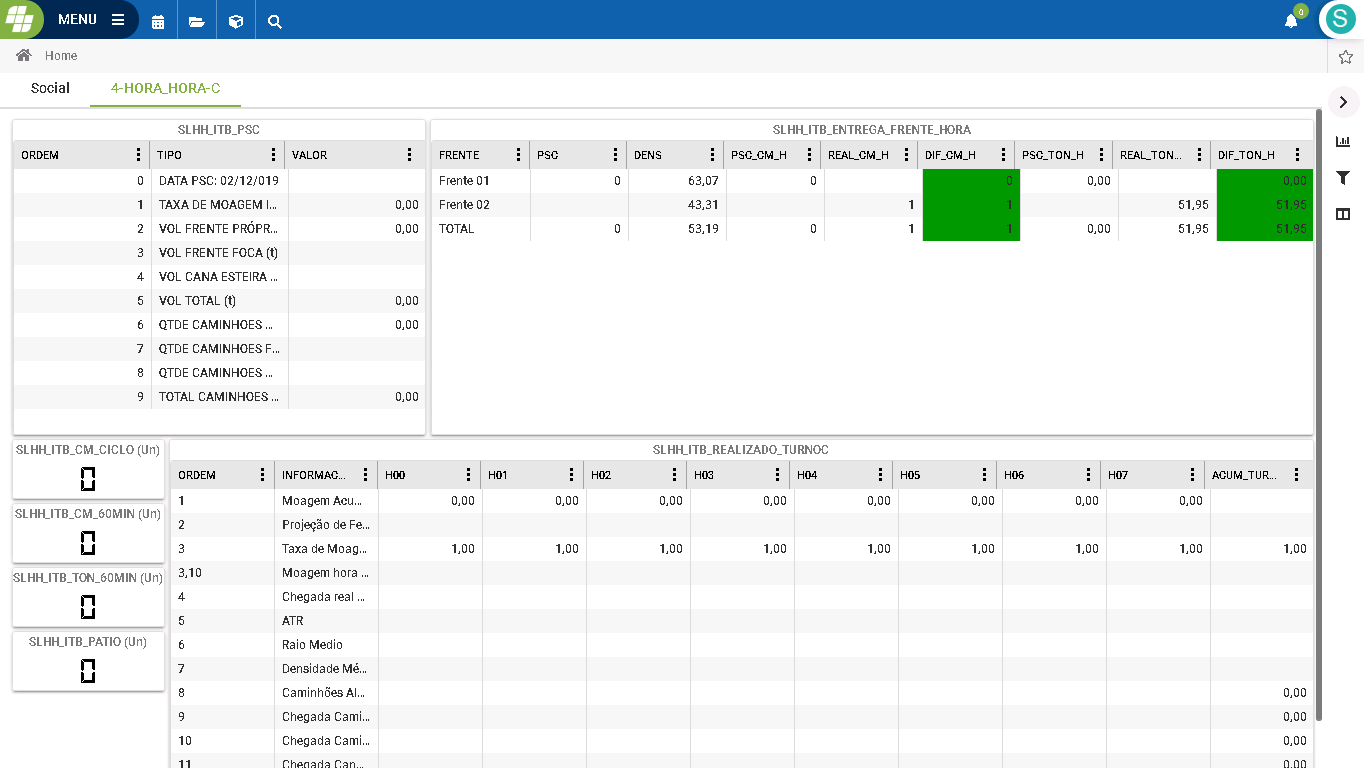 MENU
0
S
Home
Social 4-HORA_HORA-C
SLHH_ITB_PSC
ORDEM TIPO VALOR
0 DATA PSC: 02/12/019
1 TAXA DE MOAGEM I... 0,00
2 VOL FRENTE PRÓPR... 0,00
3 VOL FRENTE FOCA (t)
4 VOL CANA ESTEIRA ...
5 VOL TOTAL (t) 0,00
6 QTDE CAMINHOES ... 0,00
7 QTDE CAMINHOES F...
8 QTDE CAMINHOES ...
9 TOTAL CAMINHOES ... 0,00
SLHH_ITB_ENTREGA_FRENTE_HORA
FRENTE PSC DENS PSC_CM_H REAL_CM_H DIF_CM_H PSC_TON_H REAL_TON... DIF_TON_H
Frente 01 0 63,07 0 0 0,00 0,00
Frente 02 43,31 1 1 51,95 51,95
TOTAL 0 53,19 0 1 1 0,00 51,95 51,95
SLHH_ITB_CM_CICLO (Un)
0
SLHH_ITB_CM_60MIN (Un)
0
SLHH_ITB_TON_60MIN (Un)
0
SLHH_ITB_PATIO (Un)
0
SLHH_ITB_REALIZADO_TURNOC
ORDEM INFORMAC... H00 H01 H02 H03 H04 H05 H06 H07 ACUM_TUR...
1 Moagem Acu... 0,00 0,00 0,00 0,00 0,00 0,00 0,00 0,00
2 Projeção de Fe...
3 Taxa de Moag... 1,00 1,00 1,00 1,00 1,00 1,00 1,00 1,00 1,00
3,10 Moagem hora ...
4 Chegada real ...
5 ATR
6 Raio Medio
7 Densidade Mé...
8 Caminhões Al... 0,00
9 Chegada Cami... 0,00
10 Chegada Cami... 0,00
11 Chegada Can... 0,00